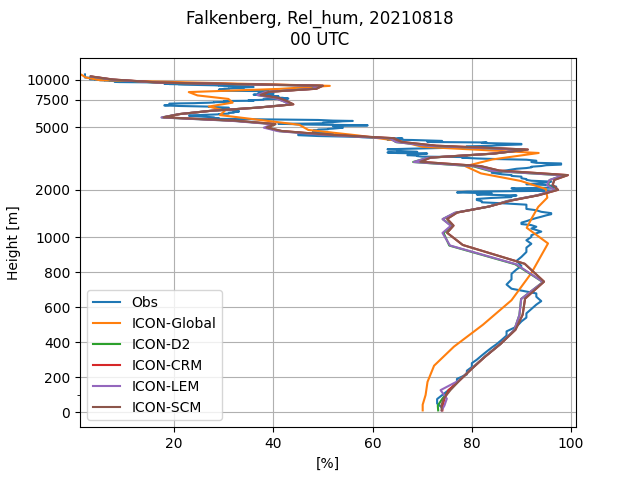 Falkenberg, Rel_hum, 20210818
00 UTC
Height [m]
10000
7500
5000
2000
1000
800
600
400
200
0
Obs
ICON-Global
ICON-D2
ICON-CRM
ICON-LEM
ICON-SCM
20 40 60 80 100
[%]